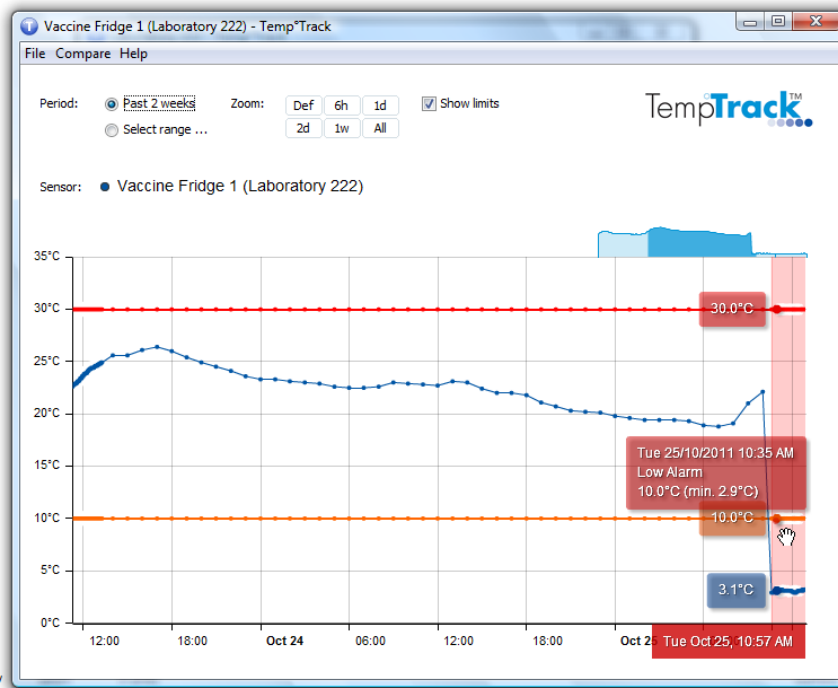 Vaccine Fridge 1 (Laboratory 222) - Temp°Track
File Compare Help
Period: Past 2 weeks Zoom: Def 6h 1d Show limits
Select range ... 2d 1w All
TempTrack™
Sensor: Vaccine Fridge 1 (Laboratory 222)
35°C
30°C 30.0°C
25°C
20°C
Tue 25/10/2011 10:35 AM
15°C Low Alarm
10.0°C (min. 2.9°C)
10°C 10.0°C
5°C 3.1°C
0°C
12:00 18:00 Oct 24 06:00 12:00 18:00 Oct 25 Tue Oct 25, 10:57 AM